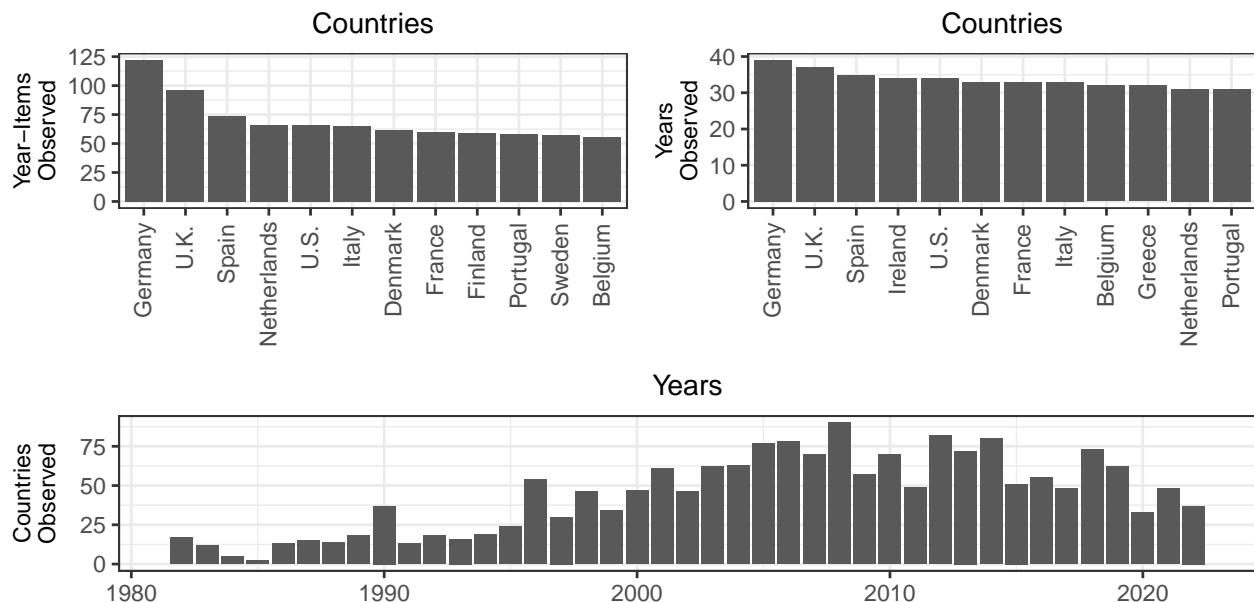 Countries
125
100
75
50
25
0
Year−Items
Observed
Germany
U.K.
Spain
Netherlands
U.S.
Italy
Denmark
France
Finland
Portugal
Sweden
Belgium
Countries
40
30
20
10
0
Years
Observed
Germany
U.K.
Spain
Ireland
U.S.
Denmark
France
Italy
Belgium
Greece
Netherlands
Portugal
Years
75
50
25
0
Countries
Observed
1980
1990
2000
2010
2020